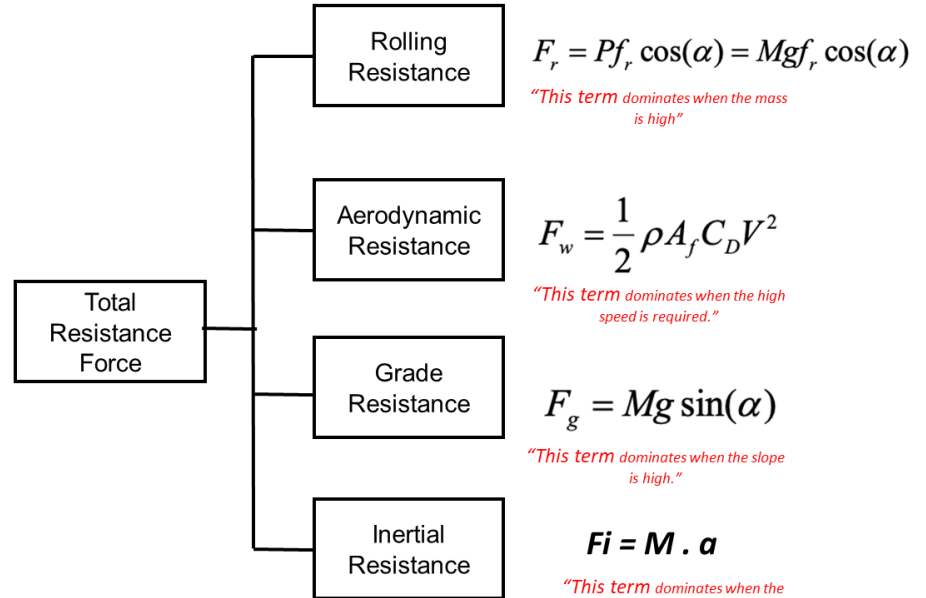 Rolling
Resistance
F_r = Pf_r cos(α) = Mgf_r cos(α)
“This term dominates when the mass
is high”
Aerodynamic
Resistance
F_w = 1/2 ρA_f C_D V²
“This term dominates when the high
speed is required.”
Total
Resistance
Force
Grade
Resistance
F_g = Mg sin(α)
“This term dominates when the slope
is high.”
Inertial
Resistance
Fi = M . a
“This term dominates when the